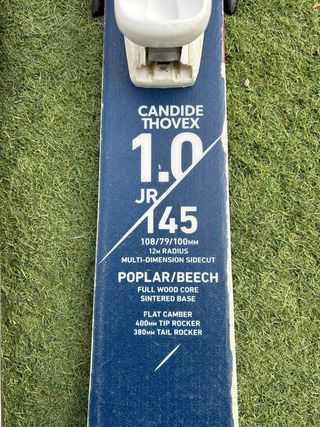 CANDIDE
THOVEX
1.0
JR
145
108/79/100MM
12M RADIUS
MULTI-DIMENSION SIDECUT
POPLAR/BEECH
FULL WOOD CORE
SINTERED BASE
FLAT CAMBER
400MM TIP ROCKER
380MM TAIL ROCKER